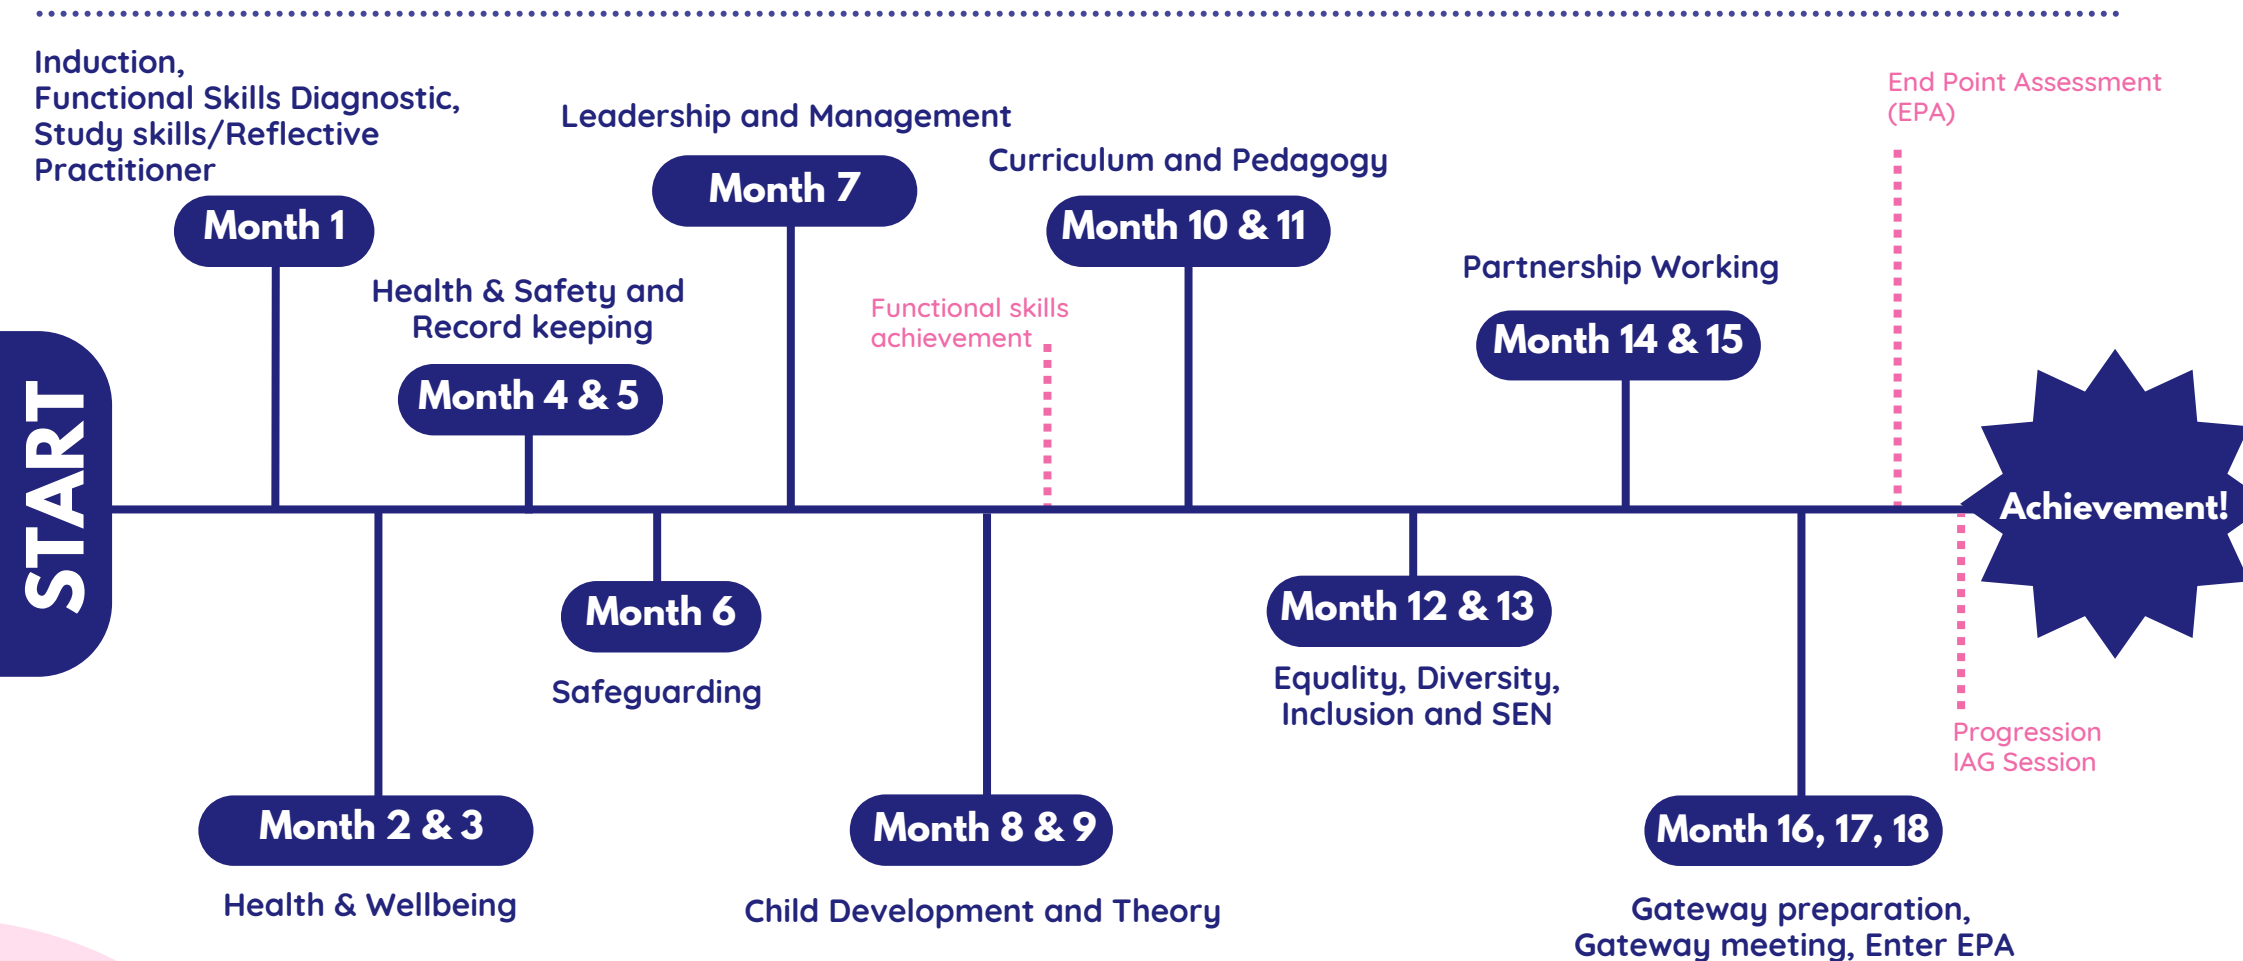 Induction,
Functional Skills Diagnostic,
Study skills/Reflective
Practitioner
Month 1
Leadership and Management
Month 7
Curriculum and Pedagogy
Month 10 & 11
End Point Assessment
(EPA)
Health & Safety and
Record keeping
Month 4 & 5
Functional skills
achievement
Partnership Working
Month 14 & 15
START
Achievement!
Month 6
Safeguarding
Month 12 & 13
Equality, Diversity,
Inclusion and SEN
Progression
IAG Session
Month 2 & 3
Health & Wellbeing
Month 8 & 9
Child Development and Theory
Month 16, 17, 18
Gateway preparation,
Gateway meeting, Enter EPA